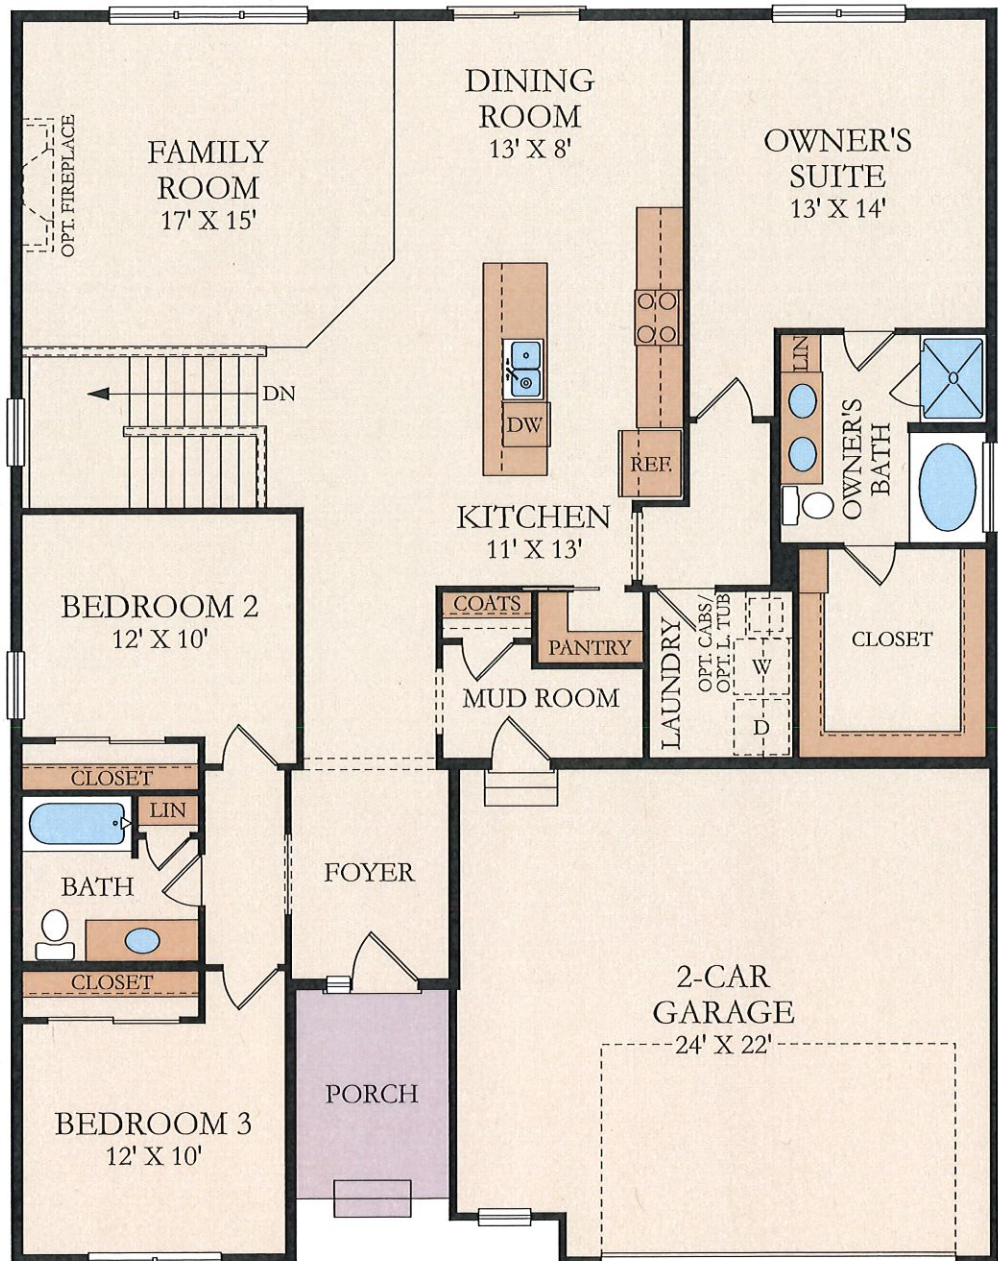 FAMILY
ROOM
17' X 15'
OPT. FIREPLACE
DINING
ROOM
13' X 8'
OWNER'S
SUITE
13' X 14'
DN
DW
REF.
LIN
OWNER'S
BATH
KITCHEN
11' X 13'
BEDROOM 2
12' X 10'
COATS
PANTRY
MUD ROOM
LAUNDRY
OPT. CABS/
OPT. L. TUB
W
D
CLOSET
CLOSET
LIN
BATH
FOYER
CLOSET
2-CAR
GARAGE
24' X 22'
PORCH
BEDROOM 3
12' X 10'